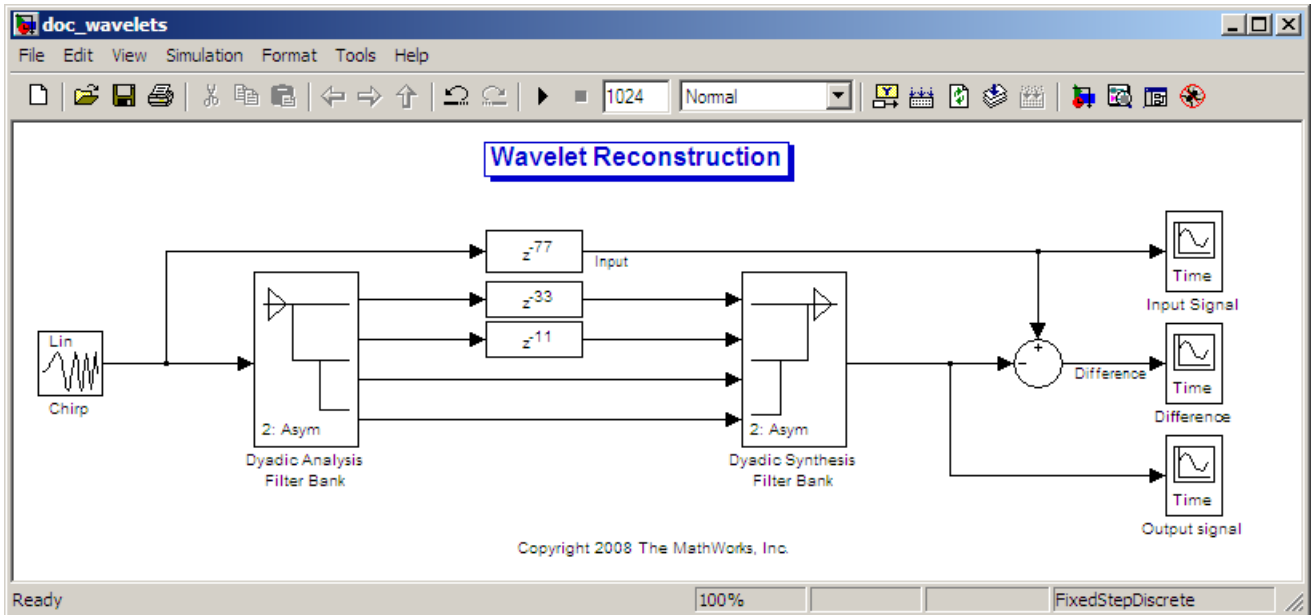 doc_wavelets
File Edit View Simulation Format Tools Help
1024 Normal
Wavelet Reconstruction
z-77
Input
z-33
z-11
Lin
Chirp
2: Asym
Dyadic Analysis
Filter Bank
2: Asym
Dyadic Synthesis
Filter Bank
+
-
Time
Input Signal
Difference
Time
Difference
Time
Output signal
Copyright 2008 The MathWorks, Inc.
Ready 100% FixedStepDiscrete